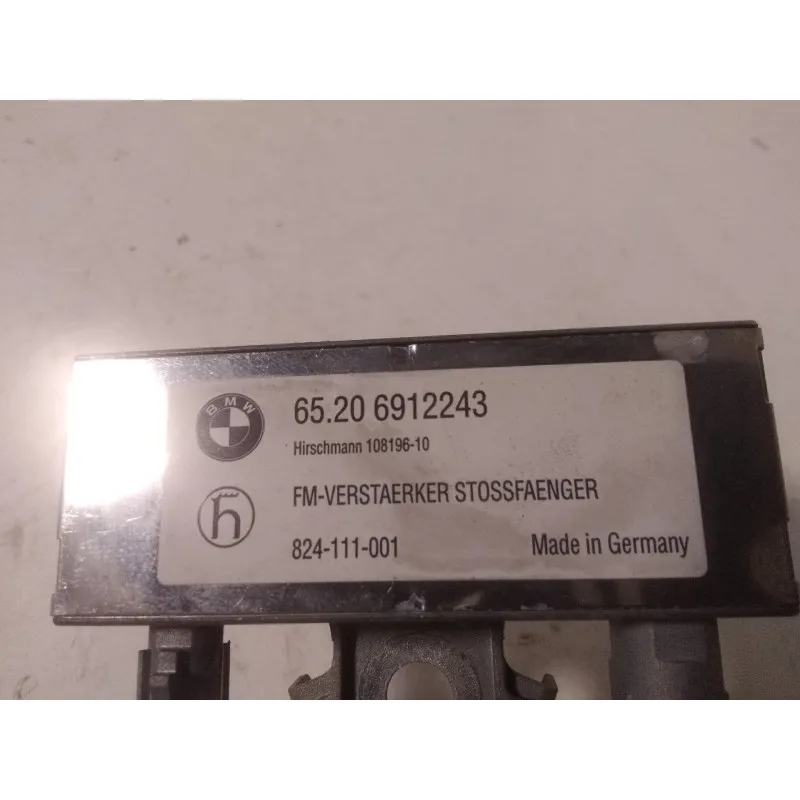 BMW
65.20 6912243
Hirschmann 108196-10
h
FM-VERSTAERKER STOSSFAENGER
824-111-001 Made in Germany